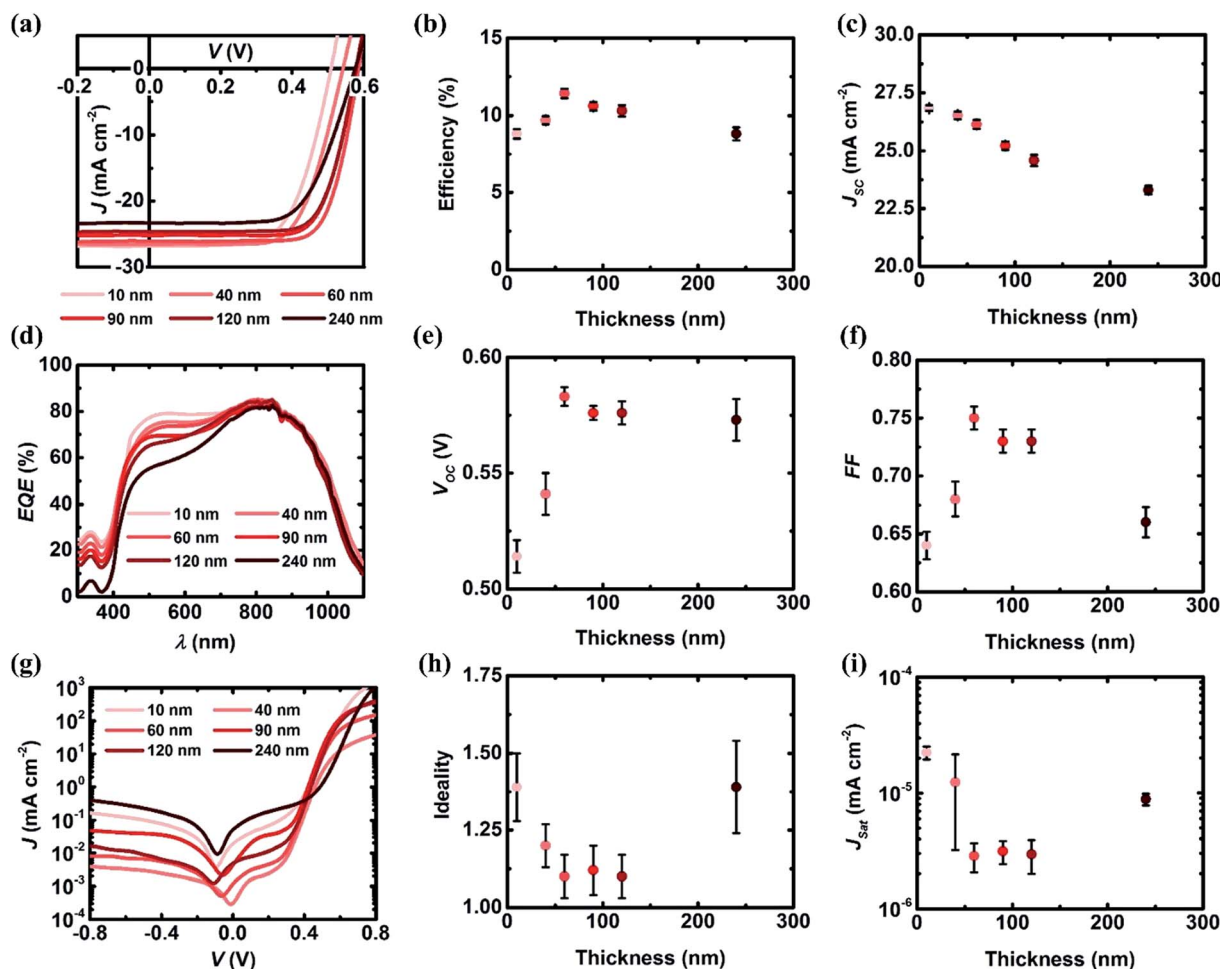 (a)
V (V)
-0.2 0.0 0.4 0.6
0
-10
-20
-30
J (mA cm⁻²)
10 nm 40 nm 60 nm
90 nm 120 nm 240 nm
(b)
15
10
5
0
Efficiency (%)
0 100 200 300
Thickness (nm)
(c)
30.0
27.5
25.0
22.5
20.0
J_SC (mA cm⁻²)
0 100 200 300
Thickness (nm)
(d)
100
80
60
40
20
0
EQE (%)
10 nm 40 nm
60 nm 90 nm
120 nm 240 nm
400 600 800 1000
λ (nm)
(e)
0.60
0.55
0.50
V_OC (V)
0 100 200 300
Thickness (nm)
(f)
0.80
0.75
0.70
0.65
0.60
FF
0 100 200 300
Thickness (nm)
(g)
10³
10²
10¹
10⁰
10⁻¹
10⁻²
10⁻³
10⁻⁴
J (mA cm⁻²)
10 nm 40 nm
60 nm 90 nm
120 nm 240 nm
-0.8 -0.4 0.0 0.4 0.8
V (V)
(h)
1.75
1.50
1.25
1.00
Ideality
0 100 200 300
Thickness (nm)
(i)
10⁻⁴
10⁻⁵
10⁻⁶
J_Sat (mA cm⁻²)
0 100 200 300
Thickness (nm)